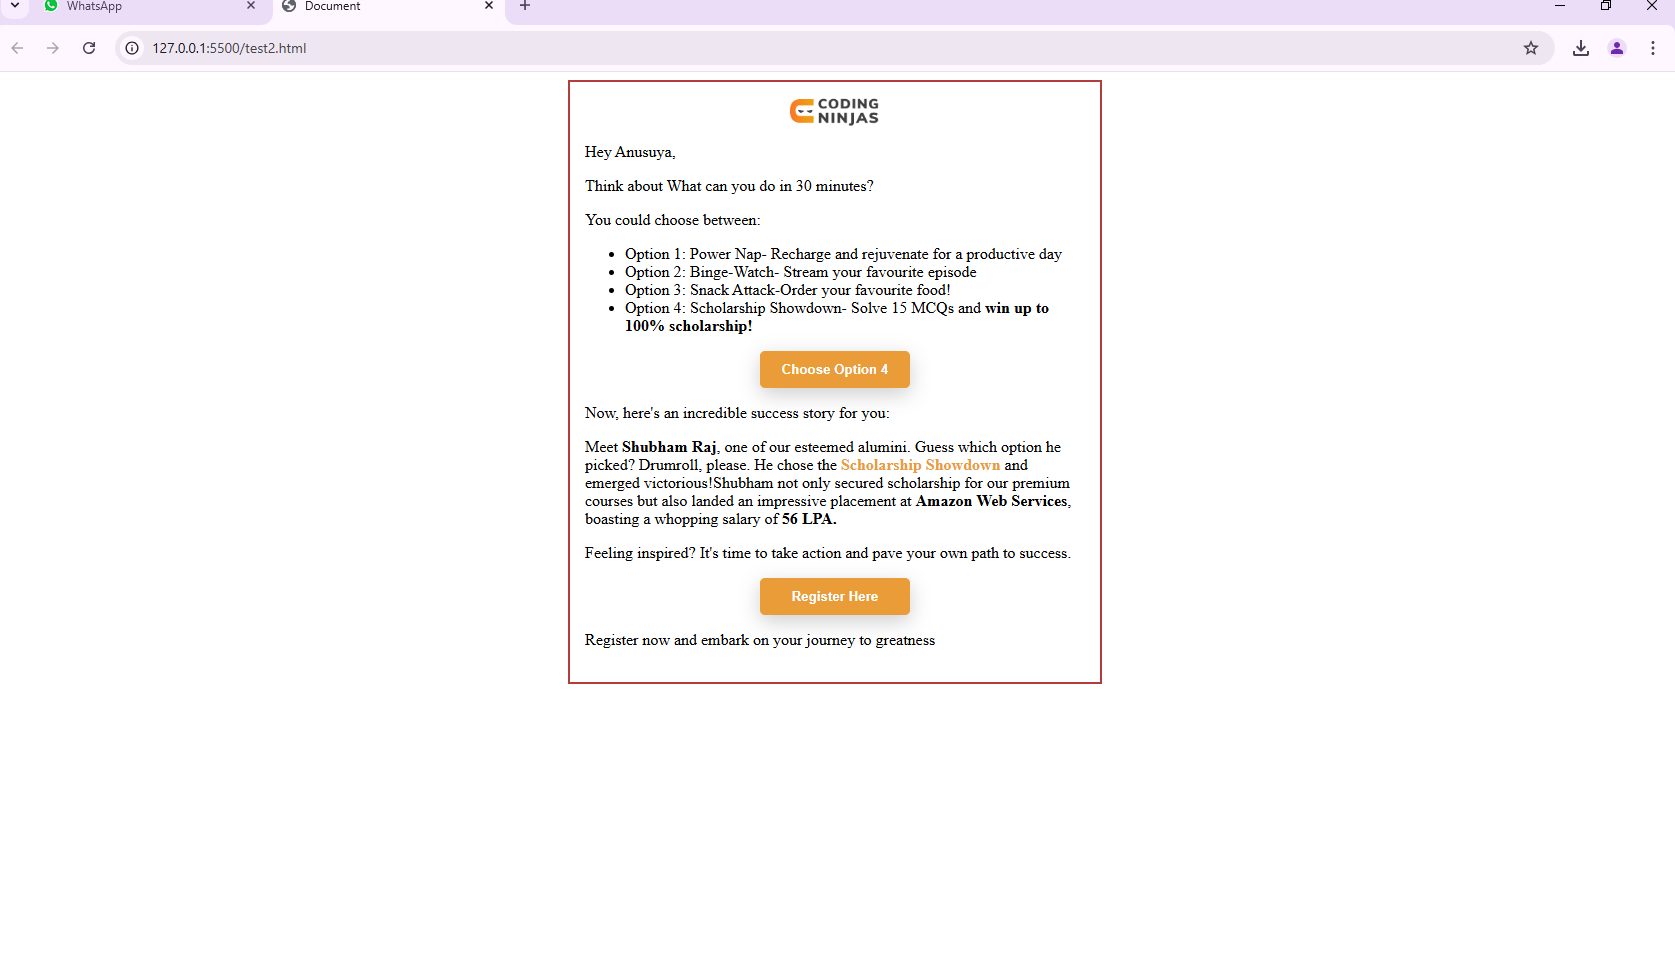 WhatsApp
Document
127.0.0.1:5500/test2.html
CODING
NINJAS
Hey Anusuya,
Think about What can you do in 30 minutes?
You could choose between:
Option 1: Power Nap- Recharge and rejuvenate for a productive day
Option 2: Binge-Watch- Stream your favourite episode
Option 3: Snack Attack-Order your favourite food!
Option 4: Scholarship Showdown- Solve 15 MCQs and win up to
100% scholarship!
Choose Option 4
Now, here's an incredible success story for you:
Meet Shubham Raj, one of our esteemed alumini. Guess which option he
picked? Drumroll, please. He chose the Scholarship Showdown and
emerged victorious!Shubham not only secured scholarship for our premium
courses but also landed an impressive placement at Amazon Web Services,
boasting a whopping salary of 56 LPA.
Feeling inspired? It's time to take action and pave your own path to success.
Register Here
Register now and embark on your journey to greatness